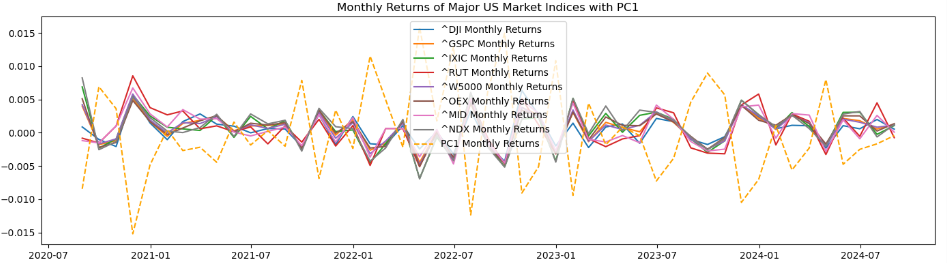 Monthly Returns of Major US Market Indices with PC1
0.015
0.010
0.005
0.000
−0.005
−0.010
−0.015
^DJI Monthly Returns
^GSPC Monthly Returns
^IXIC Monthly Returns
^RUT Monthly Returns
^W5000 Monthly Returns
^OEX Monthly Returns
^MID Monthly Returns
^NDX Monthly Returns
PC1 Monthly Returns
2020-07 2021-01 2021-07 2022-01 2022-07 2023-01 2023-07 2024-01 2024-07